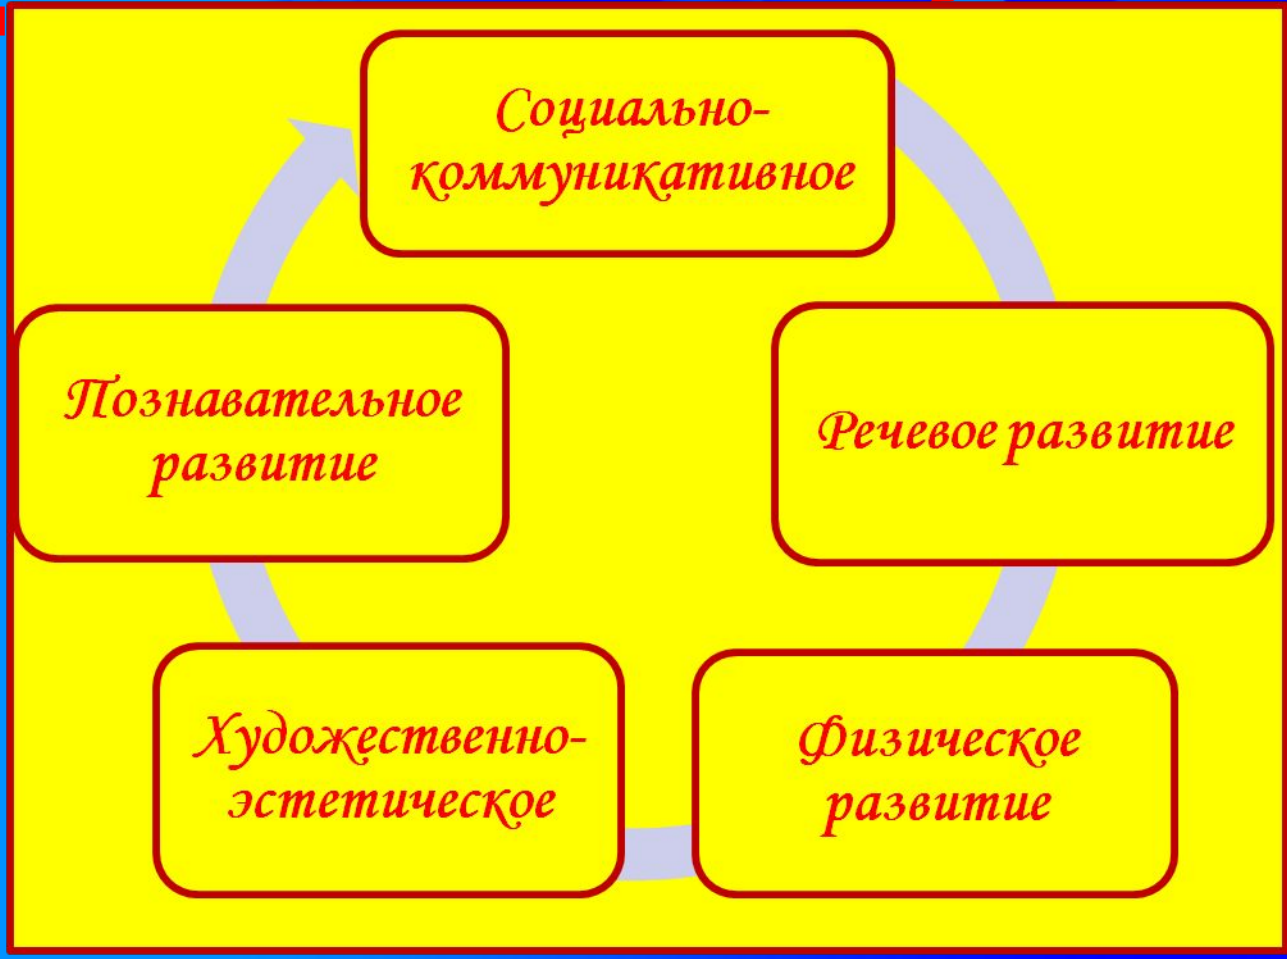 Социально-
коммуникативное
Познавательное
развитие
Речевое развитие
Художественно-
эстетическое
Физическое
развитие